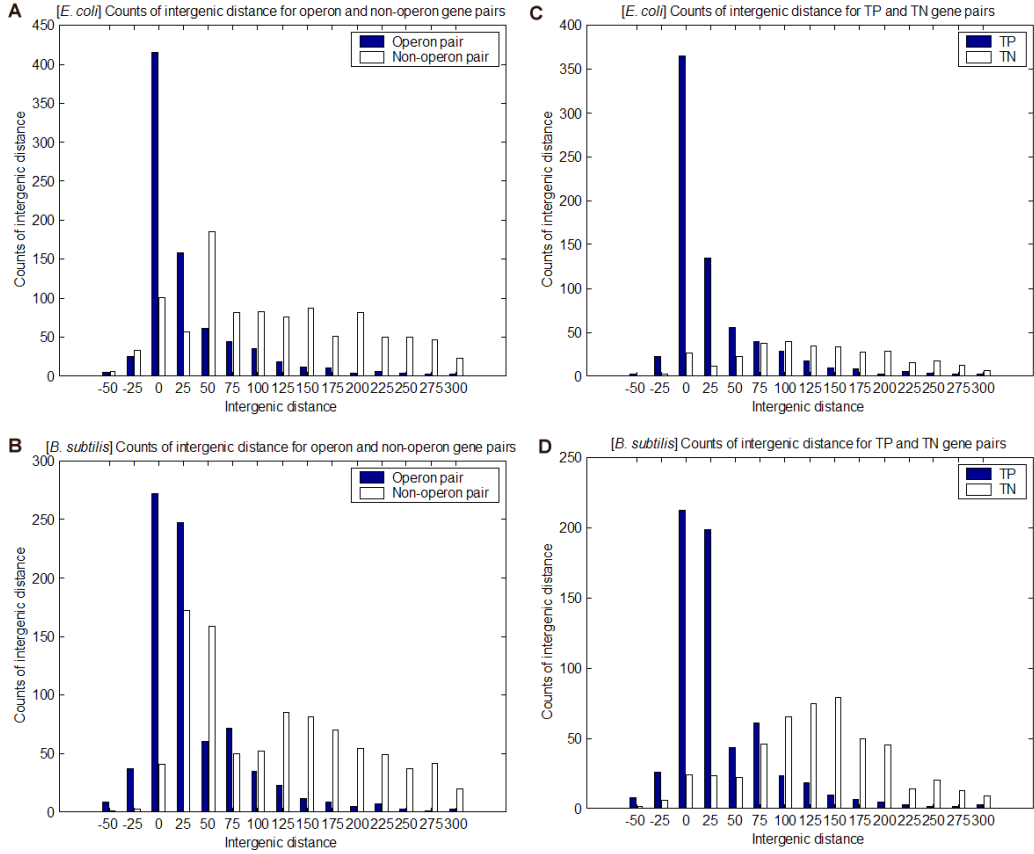 A
[E. coli] Counts of intergenic distance for operon and non-operon gene pairs
450
400
350
300
250
200
150
100
50
0
Counts of intergenic distance
Operon pair
Non-operon pair
-50 -25 0 25 50 75 100 125 150 175 200 225 250 275 300
Intergenic distance
C
[E. coli] Counts of intergenic distance for TP and TN gene pairs
400
350
300
250
200
150
100
50
0
Counts of intergenic distance
TP
TN
-50 -25 0 25 50 75 100 125 150 175 200 225 250 275 300
Intergenic distance
B
[B. subtilis] Counts of intergenic distance for operon and non-operon gene pairs
300
250
200
150
100
50
0
Counts of intergenic distance
Operon pair
Non-operon pair
-50 -25 0 25 50 75 100 125 150 175 200 225 250 275 300
Intergenic distance
D
[B. subtilis] Counts of intergenic distance for TP and TN gene pairs
250
200
150
100
50
0
Counts of intergenic distance
TP
TN
-50 -25 0 25 50 75 100 125 150 175 200 225 250 275 300
Intergenic distance